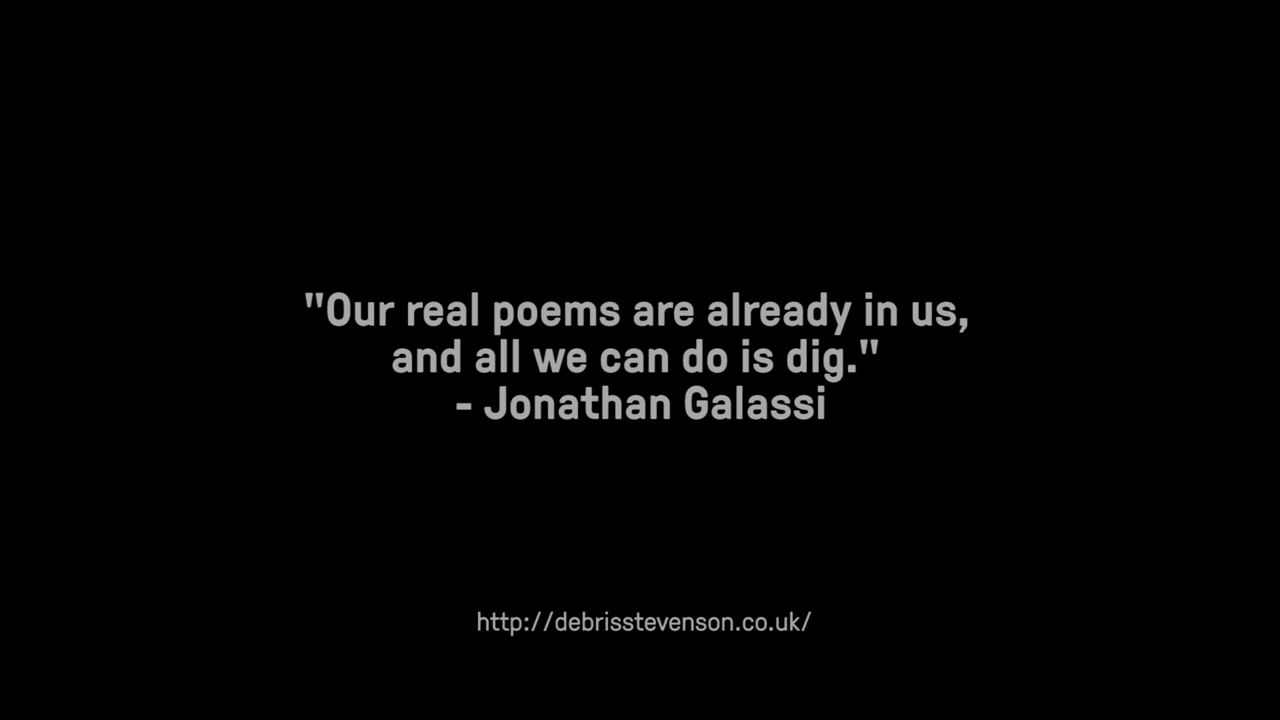 "Our real poems are already in us,
and all we can do is dig."
- Jonathan Galassi
http://debrisstevenson.co.uk/